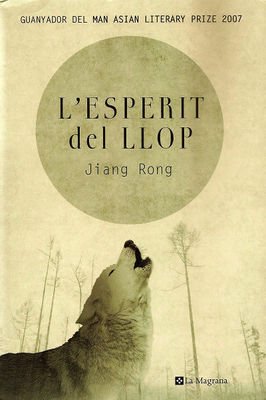 GUANYADOR DEL MAN ASIAN LITERARY PRIZE 2007
L'ESPERIT
del LLOP
Jiang Rong
La Magrana